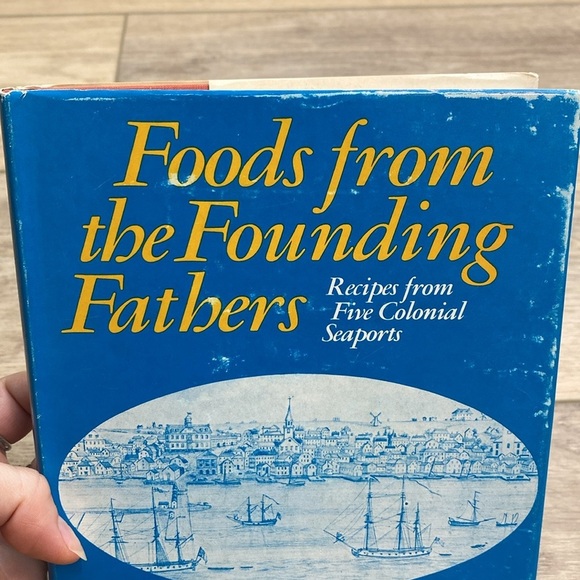 Foods from
the Founding
Fathers
Recipes from
Five Colonial
Seaports